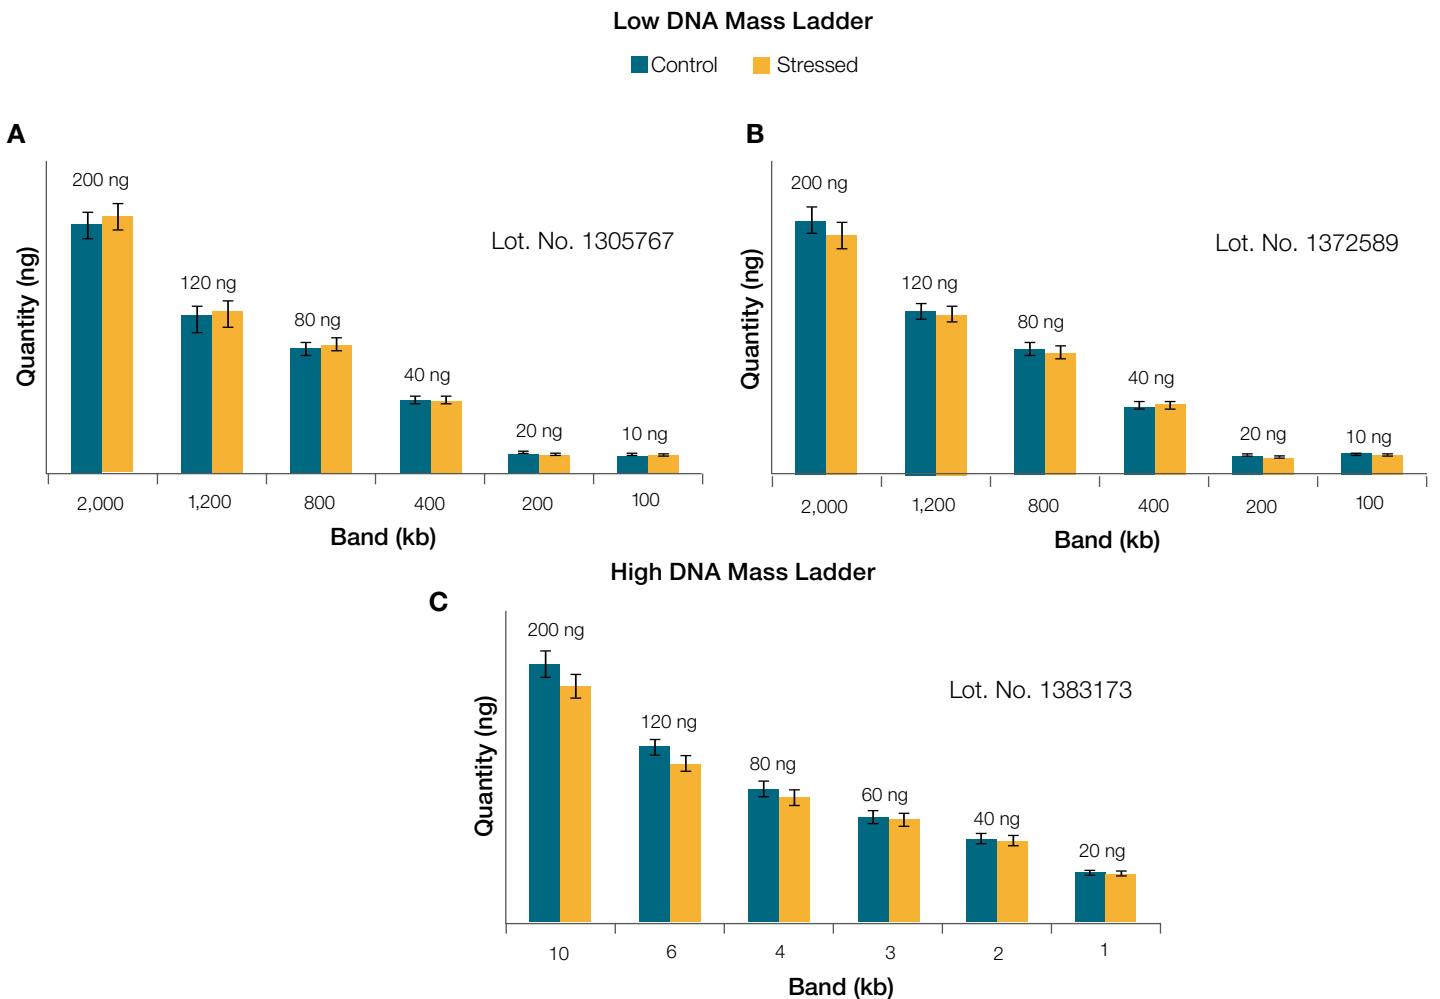 Low DNA Mass Ladder
Control Stressed
A
200 ng
120 ng
80 ng
40 ng
20 ng
10 ng
Lot. No. 1305767
Quantity (ng)
2,000 1,200 800 400 200 100
Band (kb)
B
200 ng
120 ng
80 ng
40 ng
20 ng
10 ng
Lot. No. 1372589
Quantity (ng)
2,000 1,200 800 400 200 100
Band (kb)
High DNA Mass Ladder
C
200 ng
120 ng
80 ng
60 ng
40 ng
20 ng
Lot. No. 1383173
Quantity (ng)
10 6 4 3 2 1
Band (kb)